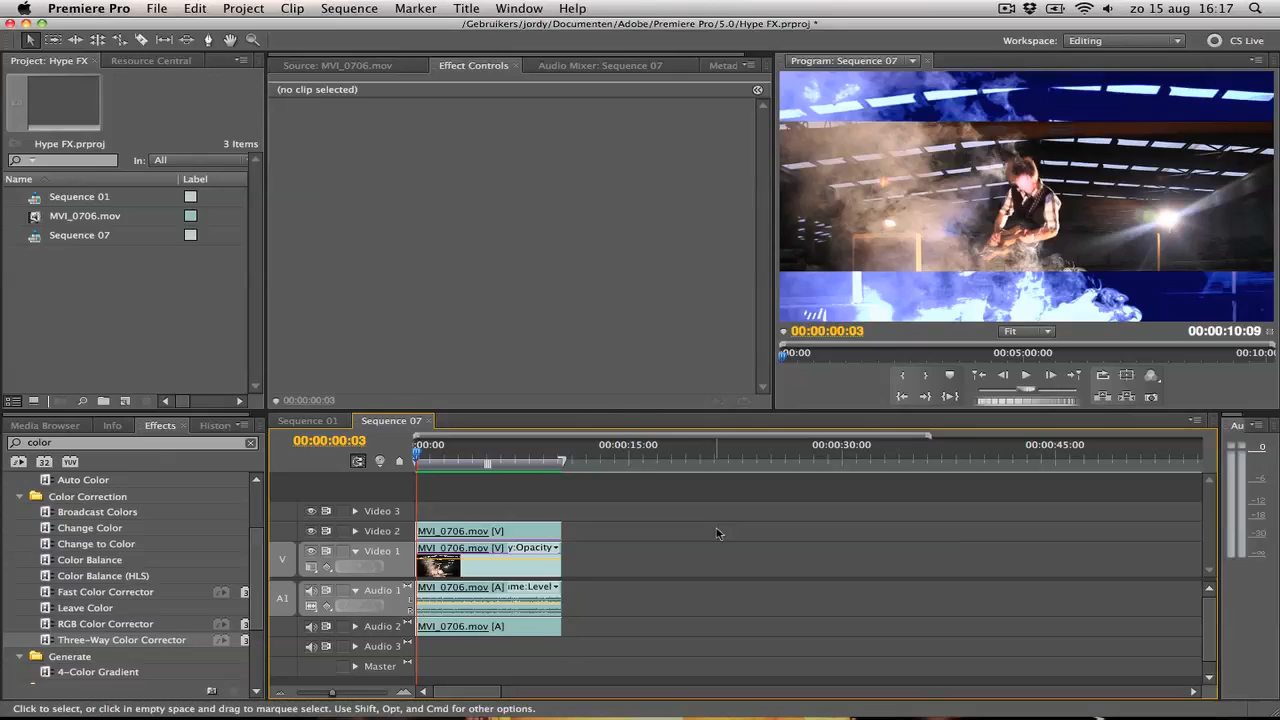 Premiere Pro File Edit Project Clip Sequence Marker Title Window Help zo 15 aug 16:17
/Gebruikers/jordy/Documenten/Adobe/Premiere Pro/5.0/Hype FX.prproj *
Workspace: Editing CS Live
Project: Hype FX × Resource Central
Source: MVI_0706.mov Effect Controls × Audio Mixer: Sequence 07 Metad
Program: Sequence 07
(no clip selected)
Hype FX.prproj 3 Items
In: All
Name Label
Sequence 01
MVI_0706.mov
Sequence 07
00:00:00:03 Fit 00:00:10:09
00:00 00:05:00:00 00:10:0
00:00:00:03
Media Browser Info Effects × Histor
Sequence 01 Sequence 07 ×
Au
color
00:00:00:03
:00:00 00:00:15:00 00:00:30:00 00:00:45:00
32 YUV
Auto Color
Color Correction
Broadcast Colors
Change Color
Change to Color
Color Balance
Color Balance (HLS)
Fast Color Corrector
Leave Color
RGB Color Corrector
Three-Way Color Corrector
Generate
4-Color Gradient
Video 3
Video 2 MVI_0706.mov [V]
V Video 1 MVI_0706.mov [V] y:Opacity
A1 Audio 1 MVI_0706.mov [A] ime:Level
L
R
Audio 2 MVI_0706.mov [A]
Audio 3
Master
0
-6
-12
-18
-30
-∞
Click to select, or click in empty space and drag to marquee select. Use Shift, Opt, and Cmd for other options.